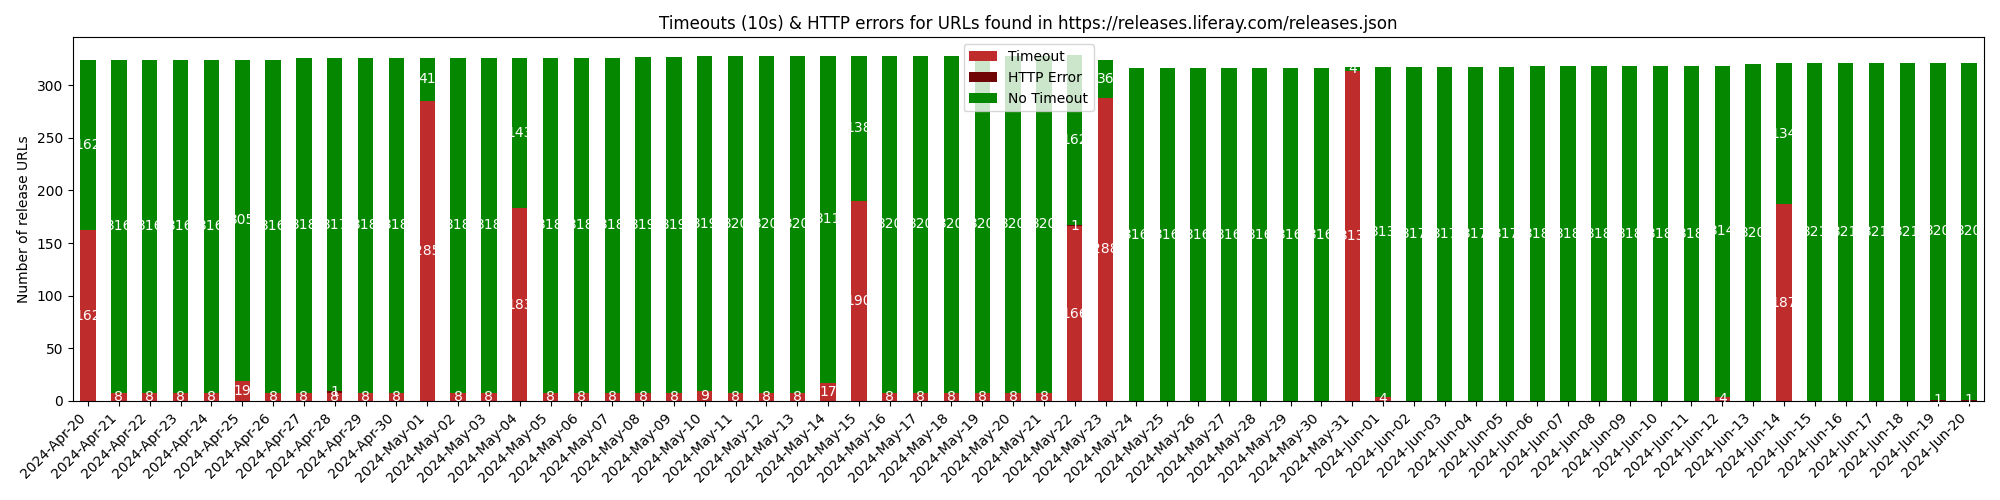 Timeouts (10s) & HTTP errors for URLs found in https://releases.liferay.com/releases.json
Timeout
HTTP Error
No Timeout
Number of release URLs
300
250
200
150
100
50
0
162 316 316 316 316 305 316 318 317 318 318 41 318 318 143 318 318 318 319 319 319 320 320 320 311 138 320 320 320 320 320 320 162 36 316 316 316 316 316 316 316 4 313 317 317 317 317 318 318 318 318 318 318 314 320 134 321 321 321 321 320 320
1 1 1 1
162 8 8 8 8 19 8 8 8 8 8 285 8 8 183 8 8 8 8 8 9 8 8 8 17 190 8 8 8 8 8 8 166 288 313 4 4 187
2024-Apr-20
2024-Apr-21
2024-Apr-22
2024-Apr-23
2024-Apr-24
2024-Apr-25
2024-Apr-26
2024-Apr-27
2024-Apr-28
2024-Apr-29
2024-Apr-30
2024-May-01
2024-May-02
2024-May-03
2024-May-04
2024-May-05
2024-May-06
2024-May-07
2024-May-08
2024-May-09
2024-May-10
2024-May-11
2024-May-12
2024-May-13
2024-May-14
2024-May-15
2024-May-16
2024-May-17
2024-May-18
2024-May-19
2024-May-20
2024-May-21
2024-May-22
2024-May-23
2024-May-24
2024-May-25
2024-May-26
2024-May-27
2024-May-28
2024-May-29
2024-May-30
2024-May-31
2024-Jun-01
2024-Jun-02
2024-Jun-03
2024-Jun-04
2024-Jun-05
2024-Jun-06
2024-Jun-07
2024-Jun-08
2024-Jun-09
2024-Jun-10
2024-Jun-11
2024-Jun-12
2024-Jun-13
2024-Jun-14
2024-Jun-15
2024-Jun-16
2024-Jun-17
2024-Jun-18
2024-Jun-19
2024-Jun-20